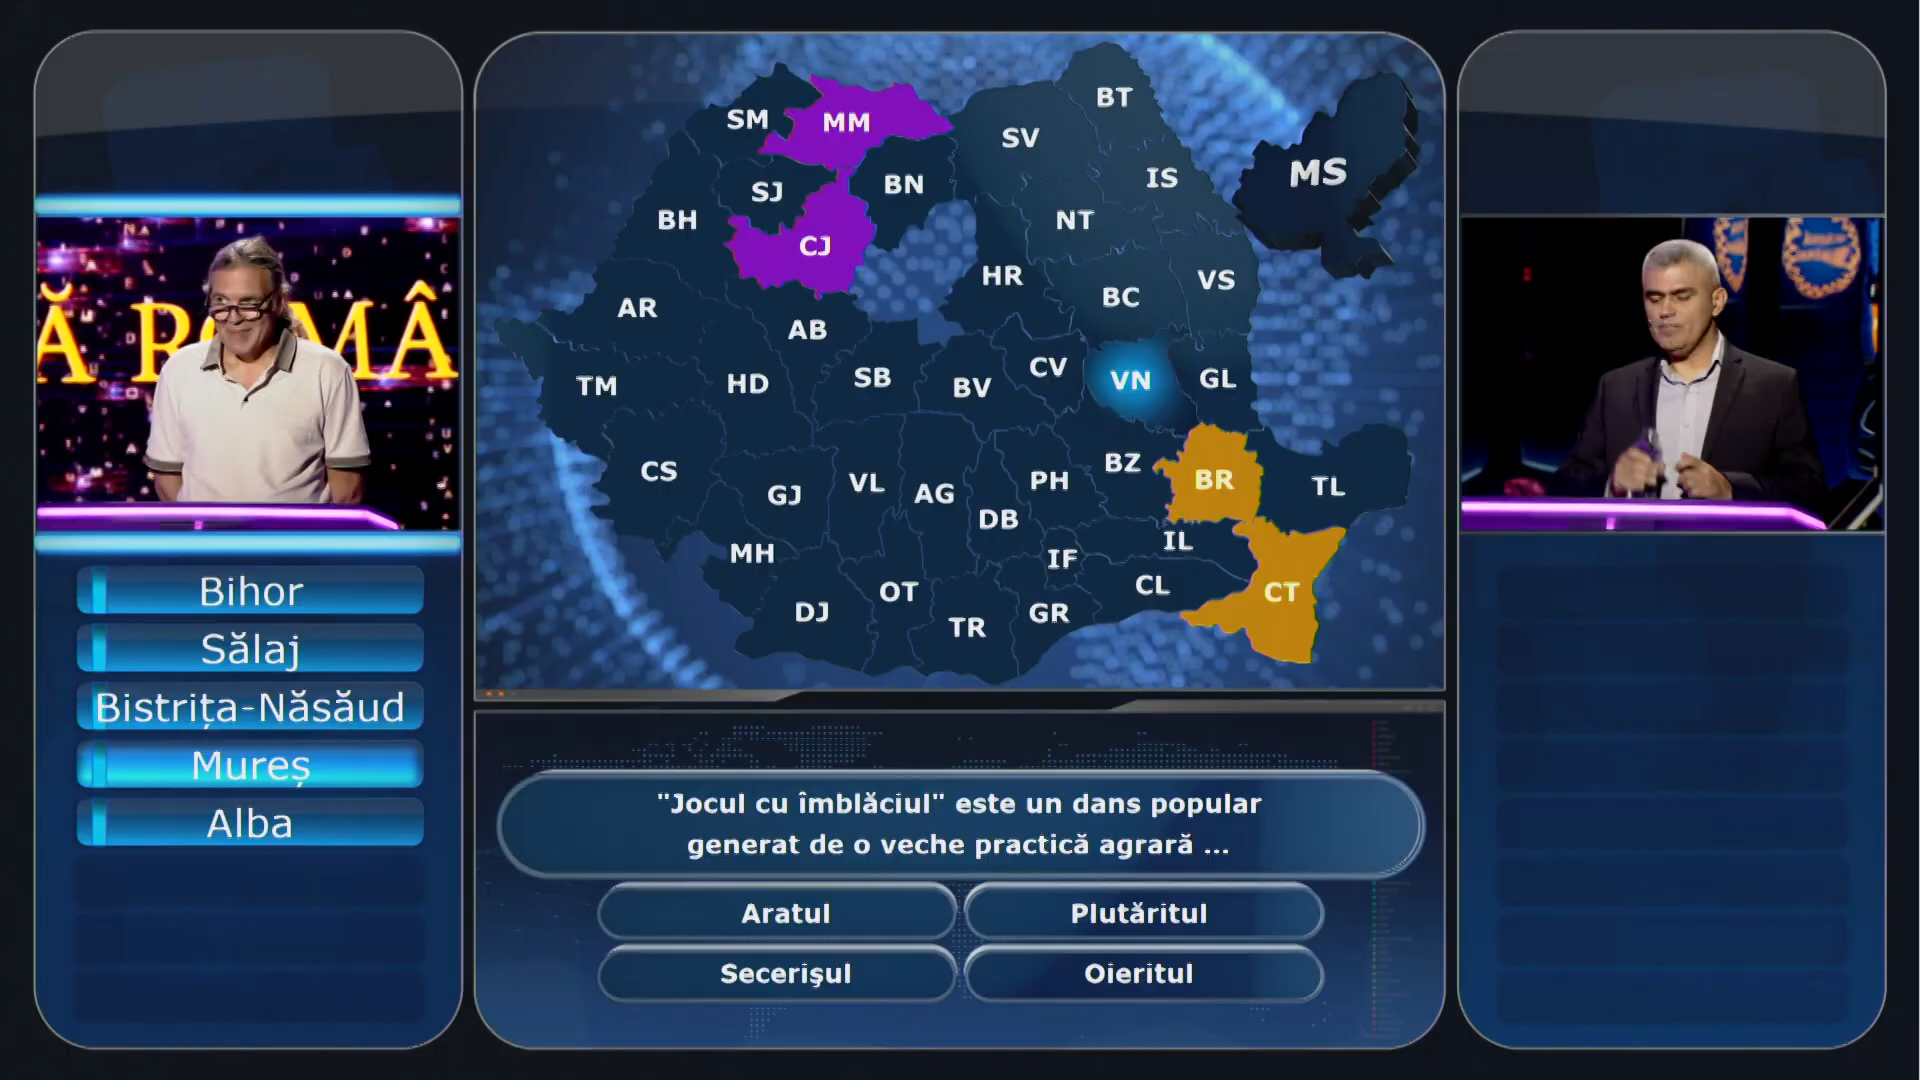 Ă ROMÂ
Bihor
Sălaj
Bistrița-Năsăud
Mureș
Alba
BT
SM
MM
SV
MS
IS
BN
SJ
BH
NT
CJ
HR
VS
BC
AR
AB
CV
SB
VN
GL
TM
HD
BV
BZ
CS
PH
BR
VL
TL
GJ
AG
DB
IL
MH
IF
CL
OT
CT
DJ
GR
TR
"Jocul cu îmblăciul" este un dans popular
generat de o veche practică agrară ...
Aratul
Plutăritul
Secerişul
Oieritul